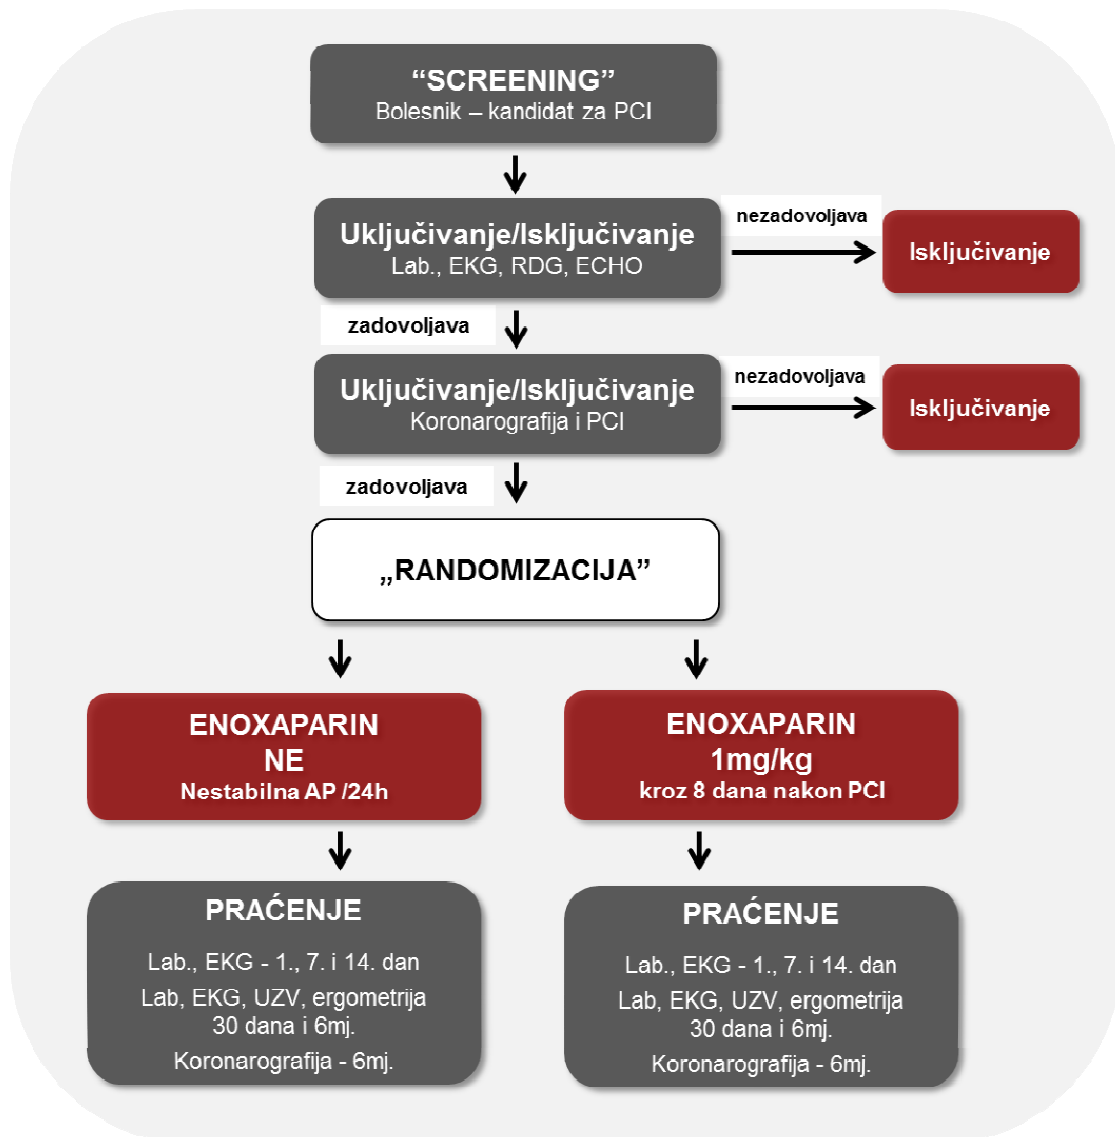 “SCREENING”
Bolesnik – kandidat za PCI
Uključivanje/Isključivanje
Lab., EKG, RDG, ECHO
nezadovoljava
Isključivanje
zadovoljava
Uključivanje/Isključivanje
Koronarografija i PCI
nezadovoljava
Isključivanje
zadovoljava
„RANDOMIZACIJA”
ENOXAPARIN
NE
Nestabilna AP /24h
ENOXAPARIN
1mg/kg
kroz 8 dana nakon PCI
PRAĆENJE
Lab., EKG - 1., 7. i 14. dan
Lab, EKG, UZV, ergometrija
30 dana i 6mj.
Koronarografija - 6mj.
PRAĆENJE
Lab., EKG - 1., 7. i 14. dan
Lab, EKG, UZV, ergometrija
30 dana i 6mj.
Koronarografija - 6mj.